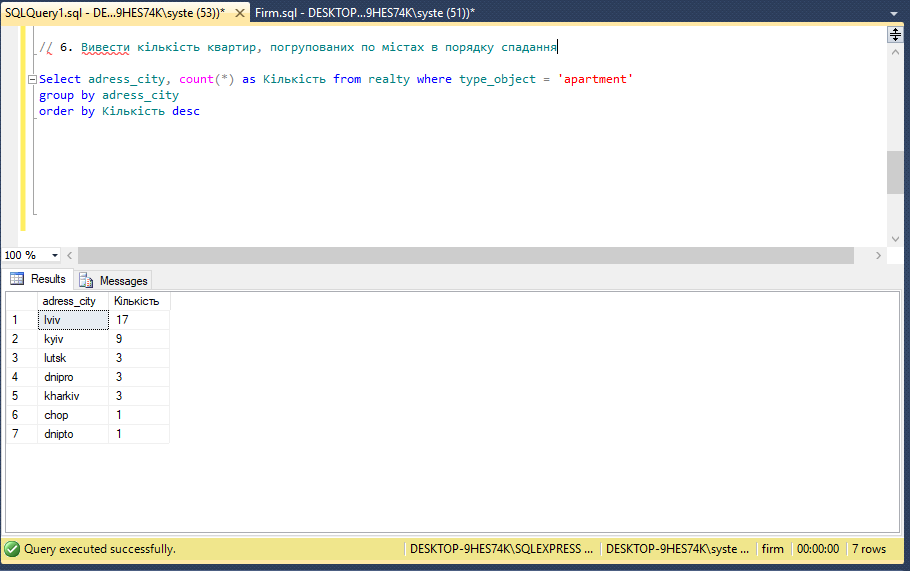 SQLQuery1.sql - DE...9HES74K\syste (53))* Firm.sql - DESKTOP...9HES74K\syste (51))*
// 6. Вивести кількість квартир, погрупованих по містах в порядку спадання
Select adress_city, count(*) as Кількість from realty where type_object = 'apartment'
group by adress_city
order by Кількість desc
100 %
Results Messages
adress_city Кількість
1 lviv 17
2 kyiv 9
3 lutsk 3
4 dnipro 3
5 kharkiv 3
6 chop 1
7 dnipto 1
Query executed successfully. DESKTOP-9HES74K\SQLEXPRESS ... DESKTOP-9HES74K\syste ... firm 00:00:00 7 rows